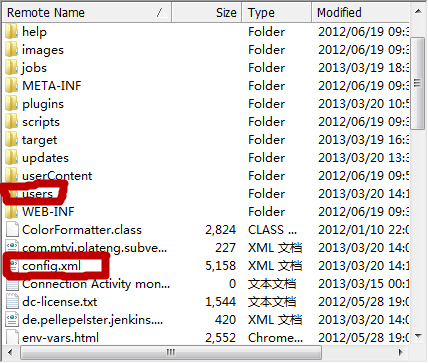 Remote Name Size Type Modified
help Folder 2012/06/19 09:3
images Folder 2012/06/19 09:3
jobs Folder 2013/03/19 18:3
META-INF Folder 2012/06/19 09:3
plugins Folder 2013/03/20 10:5
scripts Folder 2012/06/19 09:3
target Folder 2013/03/19 16:3
updates Folder 2013/03/20 13:4
userContent Folder 2012/06/19 09:3
users Folder 2013/03/20 14:1
WEB-INF Folder 2012/06/19 09:3
ColorFormatter.class 2,824 CLASS ... 2012/01/10 22:0
com.mtvi.plateng.subve... 227 XML 文档 2013/03/20 14:1
config.xml 5,158 XML 文档 2013/03/20 14:1
Connection Activity mon... 0 文本文档 2013/03/15 00:1
dc-license.txt 1,544 文本文档 2012/05/28 19:0
de.pellepelster.jenkins.... 420 XML 文档 2013/03/20 14:1
env-vars.html 2,552 Chrome... 2012/05/28 19:0